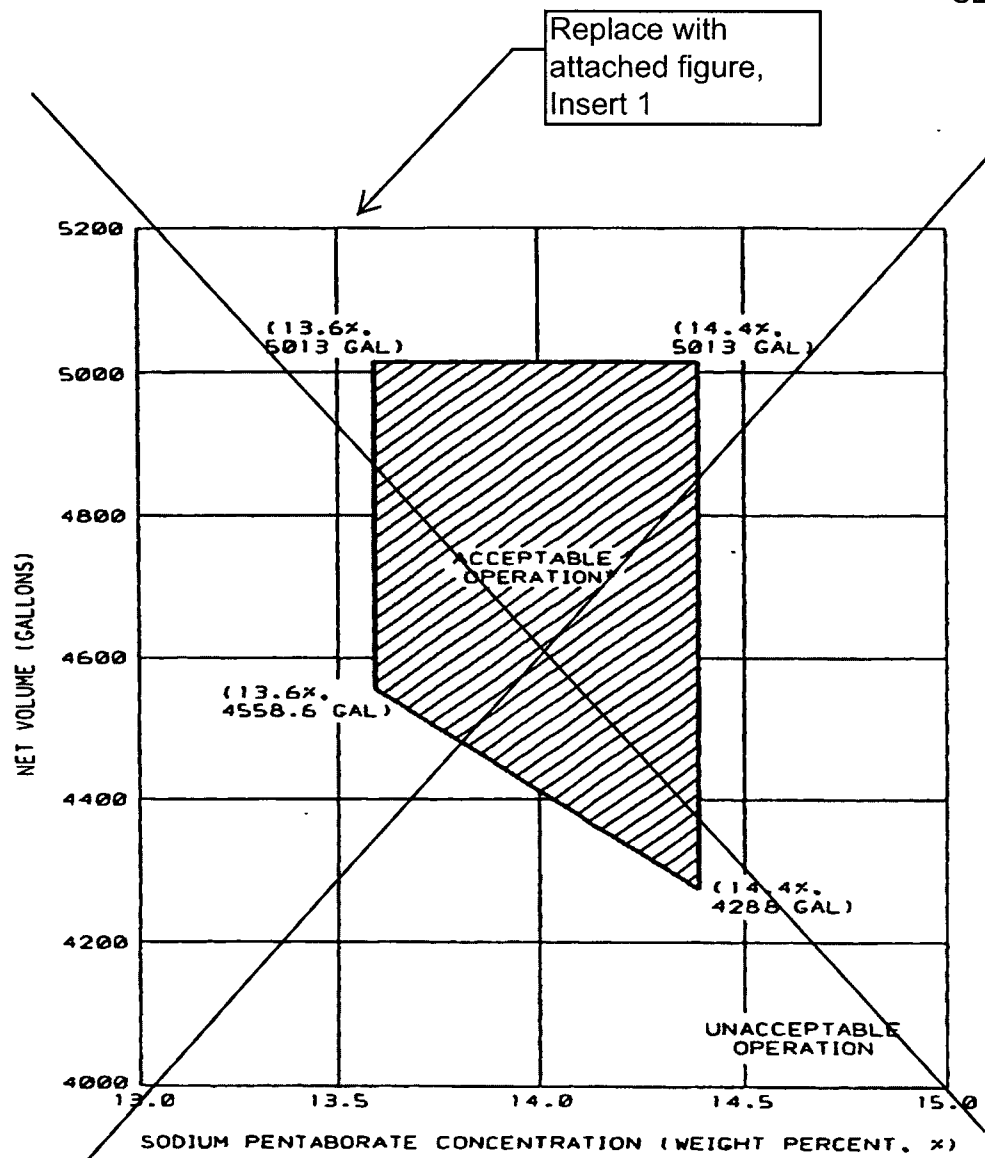 Replace with
attached figure,
Insert 1
5200
(13.6%.
5013 GAL)
(14.4%.
5013 GAL)
5000
4800
ACCEPTABLE
OPERATION*
NET VOLUME (GALLONS)
4600
(13.6%.
4558.6 GAL)
4400
(14.4%.
4288 GAL)
4200
UNACCEPTABLE
OPERATION
4000
13.0 13.5 14.0 14.5 15.0
SODIUM PENTABORATE CONCENTRATION (WEIGHT PERCENT. %)